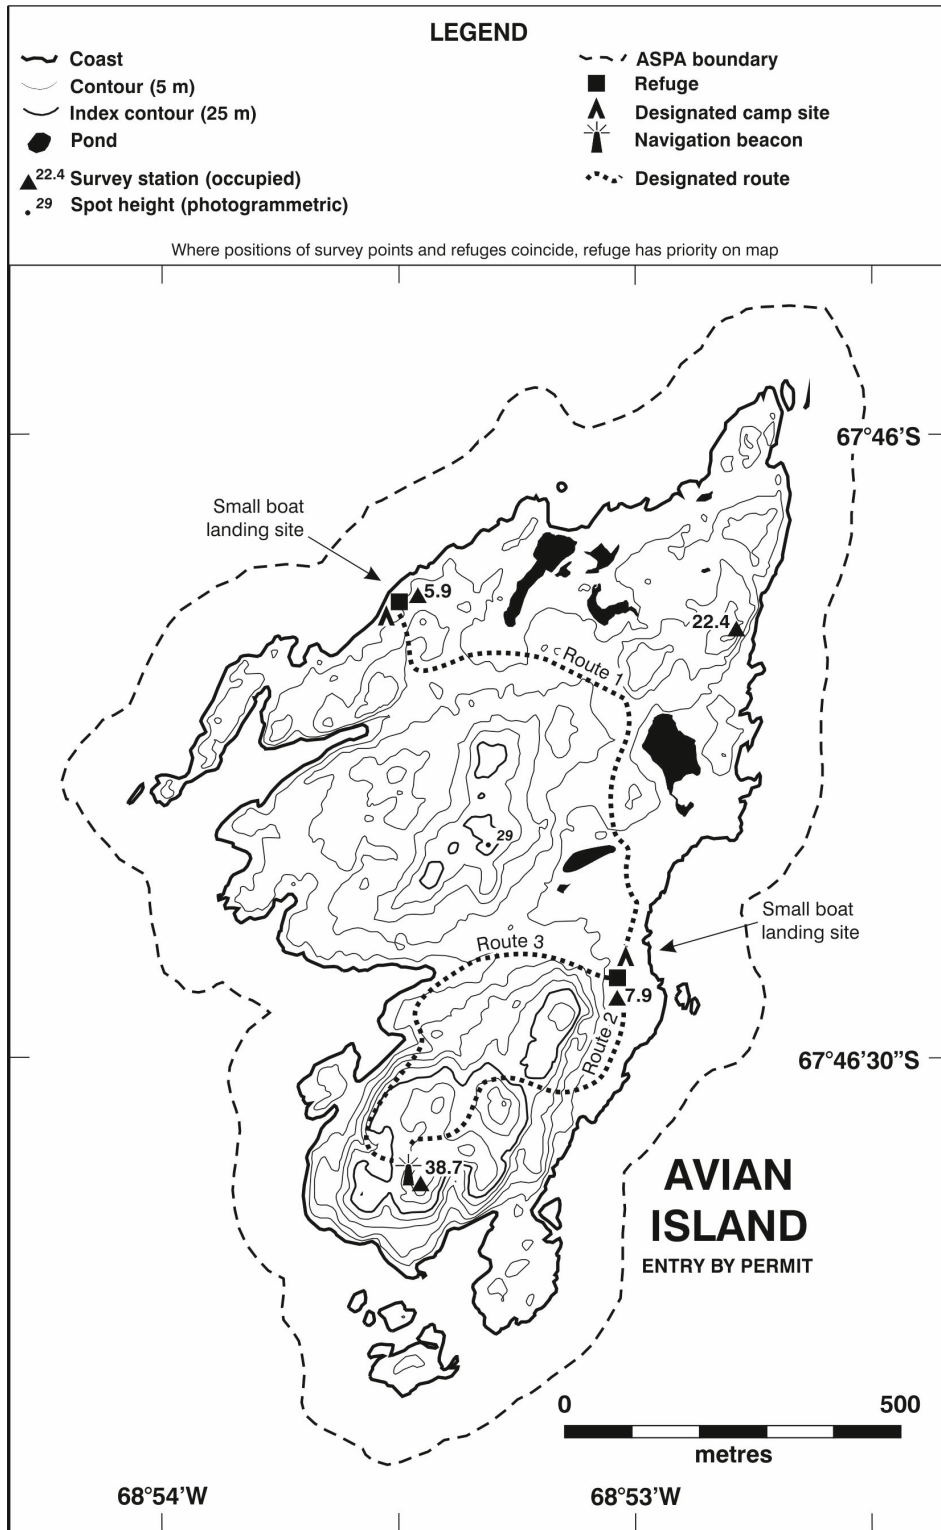 LEGEND
Coast
Contour (5 m)
Index contour (25 m)
Pond
22.4 Survey station (occupied)
29 Spot height (photogrammetric)
ASPA boundary
Refuge
Designated camp site
Navigation beacon
Designated route
Where positions of survey points and refuges coincide, refuge has priority on map
67°46’S
Small boat
landing site
5.9
22.4
Route 1
29
Small boat
landing site
Route 3
7.9
Route 2
67°46’30”S
38.7
AVIAN
ISLAND
ENTRY BY PERMIT
0 500
metres
68°54’W 68°53’W